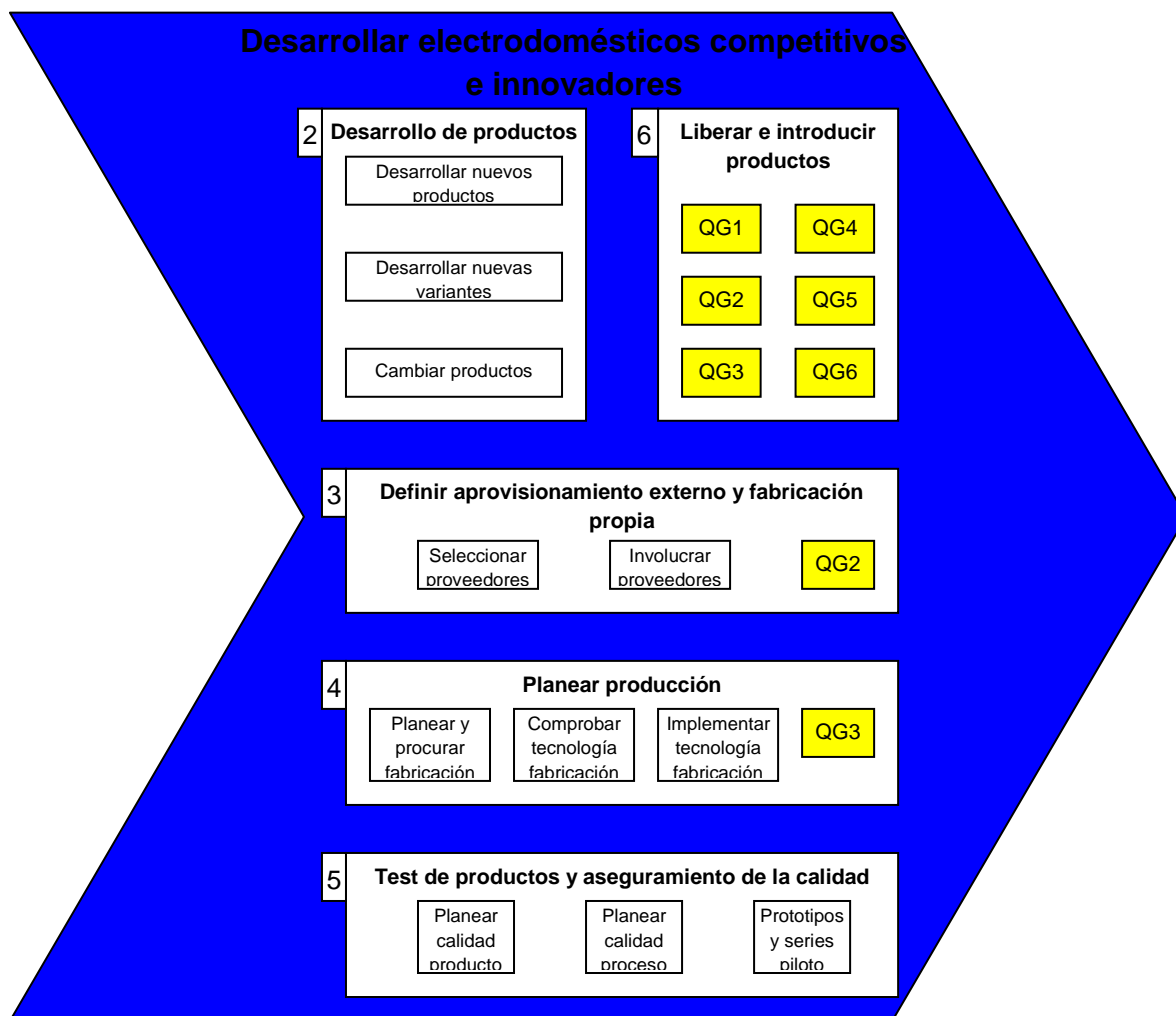 Desarrollar electrodomésticos competitivos
e innovadores
2
Desarrollo de productos
Desarrollar nuevos
productos
Desarrollar nuevas
variantes
Cambiar productos
6
Liberar e introducir
productos
QG1
QG4
QG2
QG5
QG3
QG6
3
Definir aprovisionamiento externo y fabricación
propia
Seleccionar
proveedores
Involucrar
proveedores
QG2
4
Planear producción
Planear y
procurar
fabricación
Comprobar
tecnología
fabricación
Implementar
tecnología
fabricación
QG3
5
Test de productos y aseguramiento de la calidad
Planear
calidad
producto
Planear
calidad
proceso
Prototipos
y series
piloto